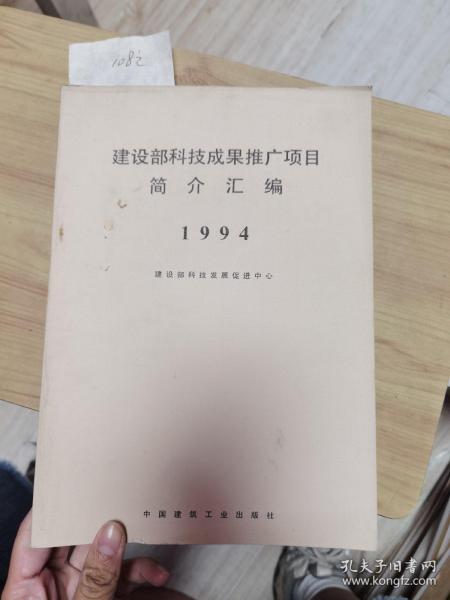 建设部科技成果推广项目
简介汇编
1994
建设部科技发展促进中心
中国建筑工业出版社
孔夫子旧书网
www.kongfz.com